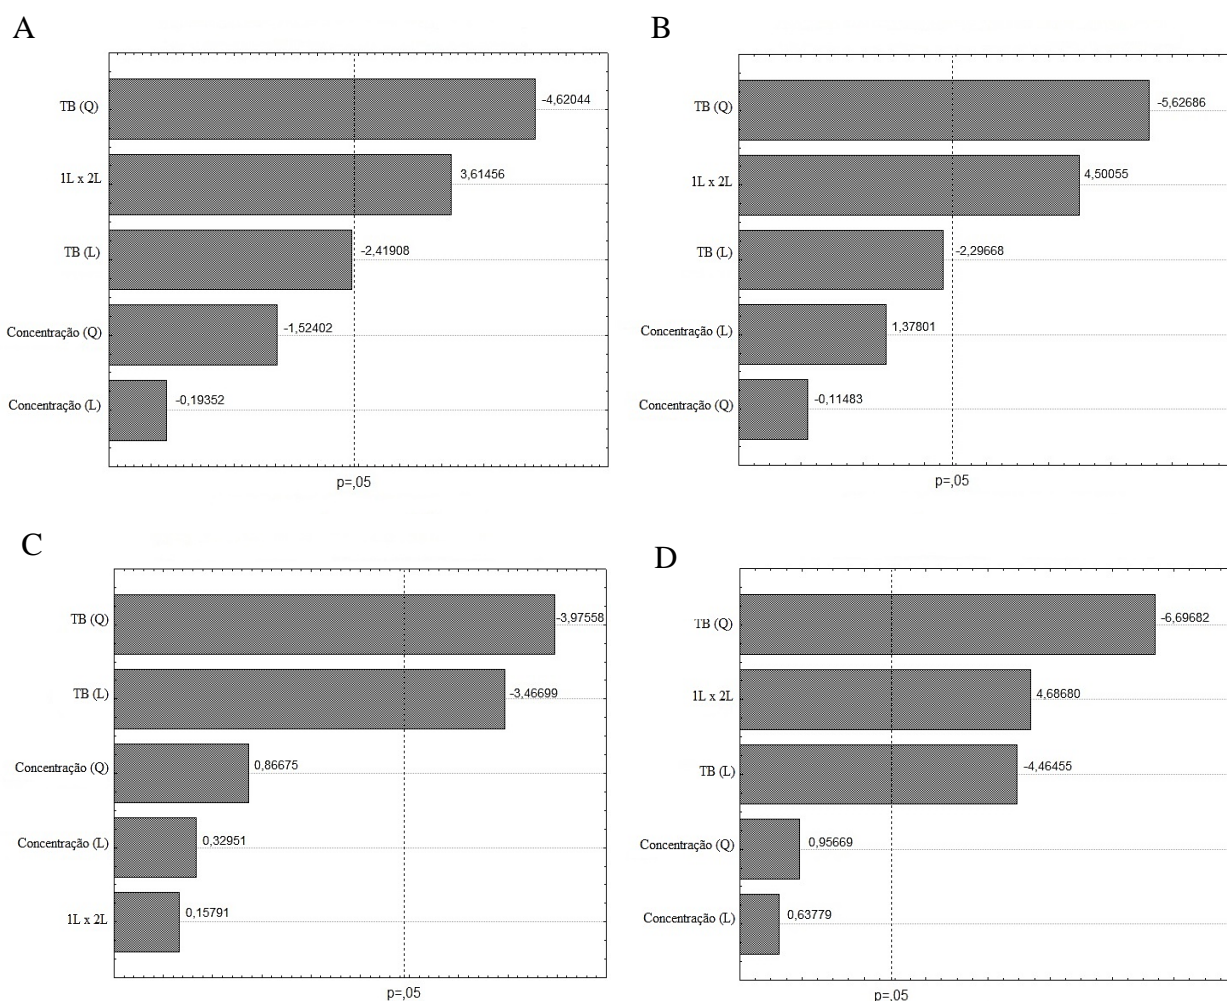 A
TB (Q)
-4,62044
1L x 2L
3,61456
TB (L)
-2,41908
Concentração (Q)
-1,52402
Concentração (L)
-0,19352
p=,05
B
TB (Q)
-5,62686
1L x 2L
4,50055
TB (L)
-2,29668
Concentração (L)
1,37801
Concentração (Q)
-0,11483
p=,05
C
TB (Q)
-3,97558
TB (L)
-3,46699
Concentração (Q)
0,86675
Concentração (L)
0,32951
1L x 2L
0,15791
p=,05
D
TB (Q)
-6,69682
1L x 2L
4,68680
TB (L)
-4,46455
Concentração (Q)
0,95669
Concentração (L)
0,63779
p=,05